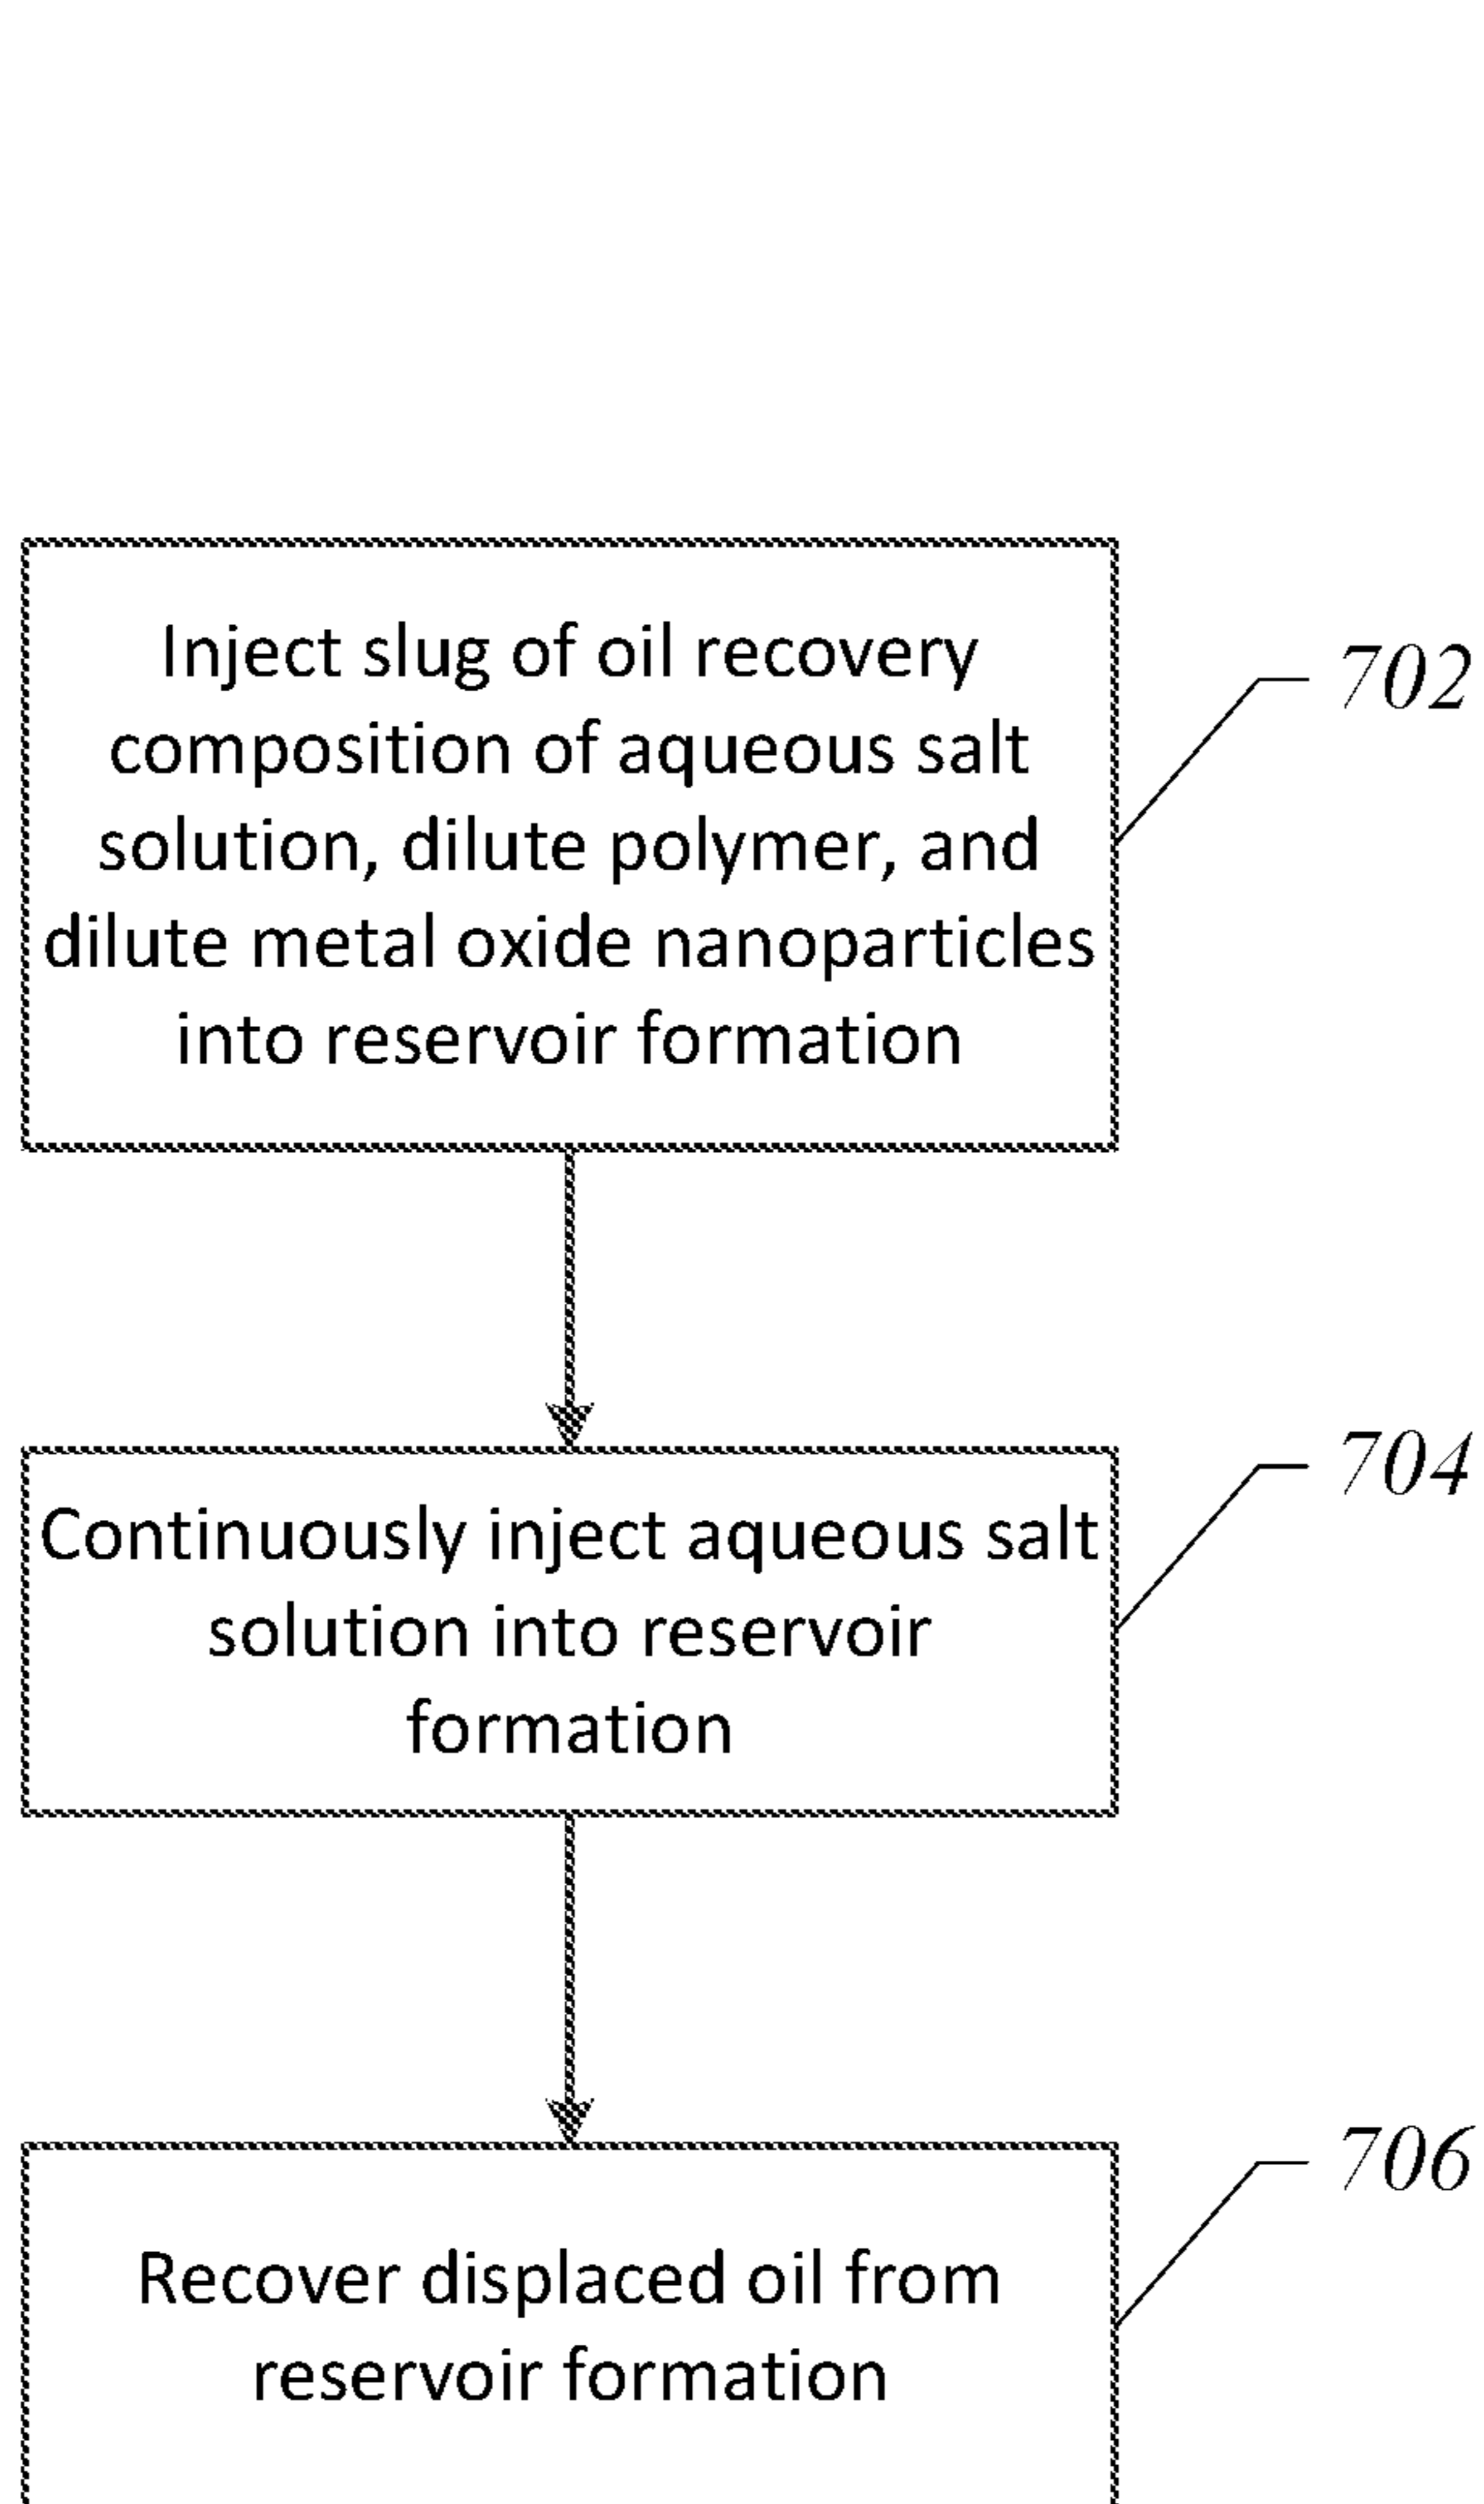 Inject slug of oil recovery
composition of aqueous salt
solution, dilute polymer, and
dilute metal oxide nanoparticles
into reservoir formation
702
Continuously inject aqueous salt
solution into reservoir
formation
704
Recover displaced oil from
reservoir formation
706